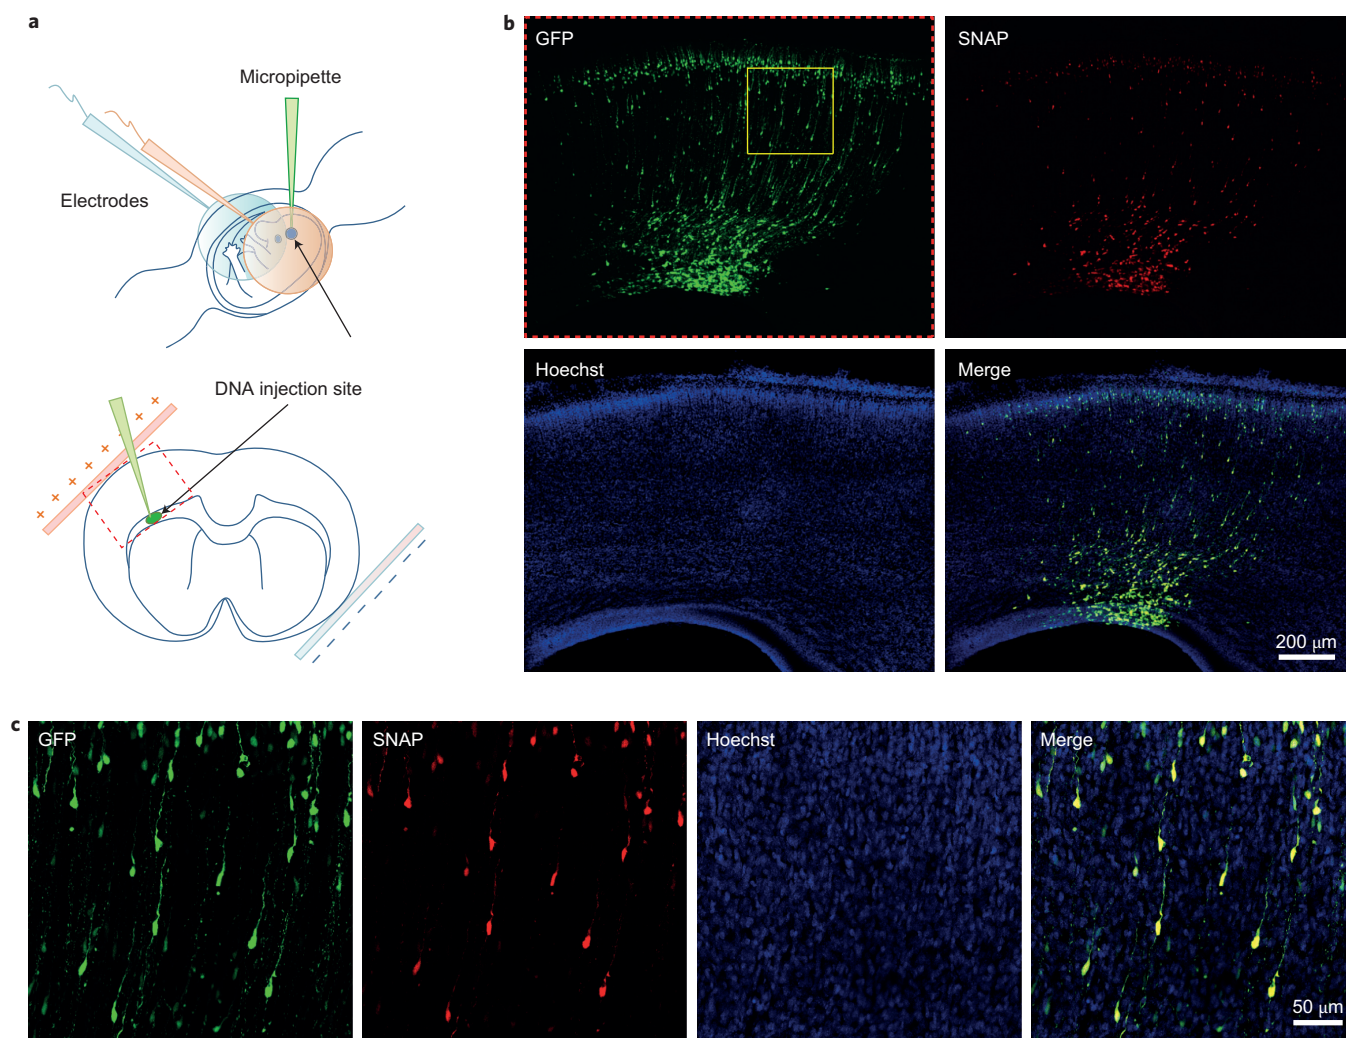 a
Micropipette
Electrodes
DNA injection site
b
GFP
SNAP
Hoechst
Merge
200 µm
c
GFP
SNAP
Hoechst
Merge
50 µm